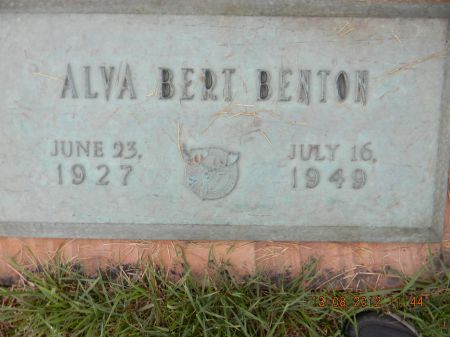 ALVA BERT BENTON
JUNE 23, JULY 16,
1927 1949